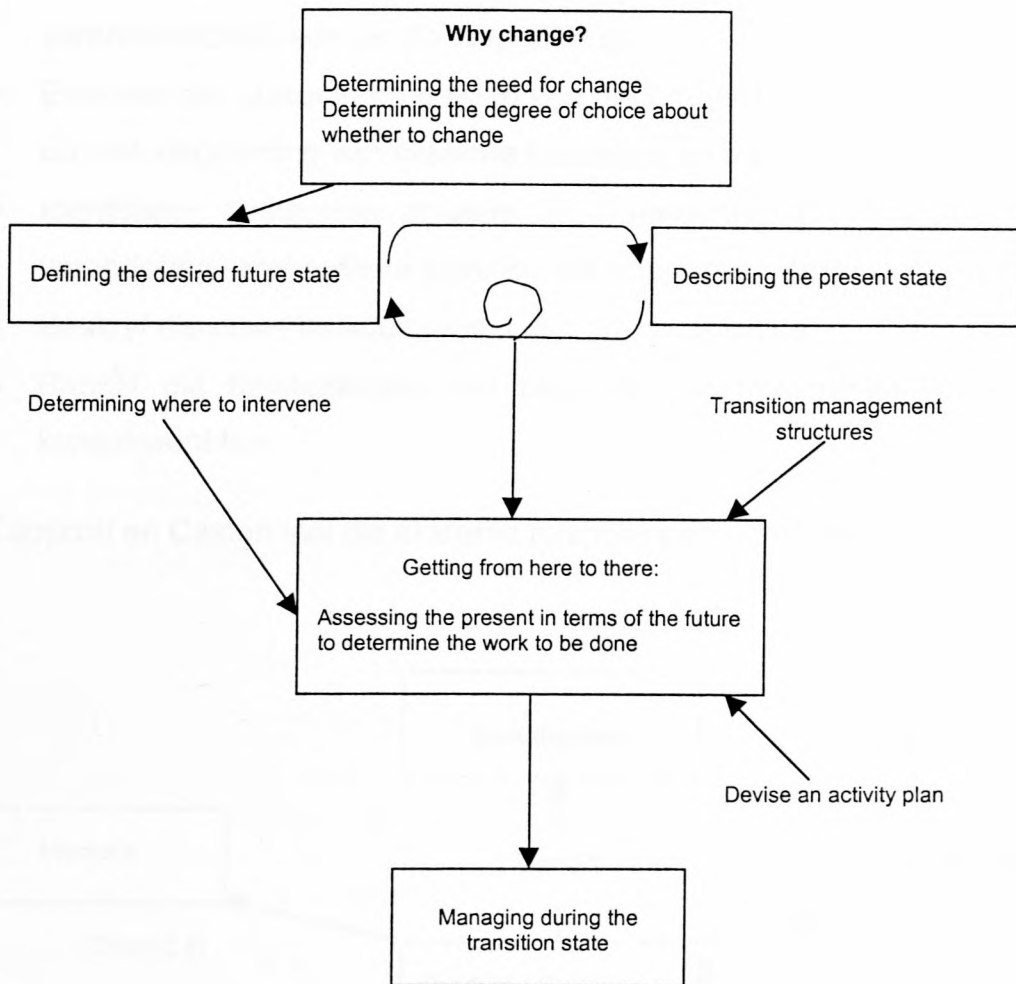 Why change?
Determining the need for change
Determining the degree of choice about
whether to change
Defining the desired future state
Describing the present state
Determining where to intervene
Transition management
structures
Getting from here to there:
Assessing the present in terms of the future
to determine the work to be done
Devise an activity plan
Managing during the
transition state